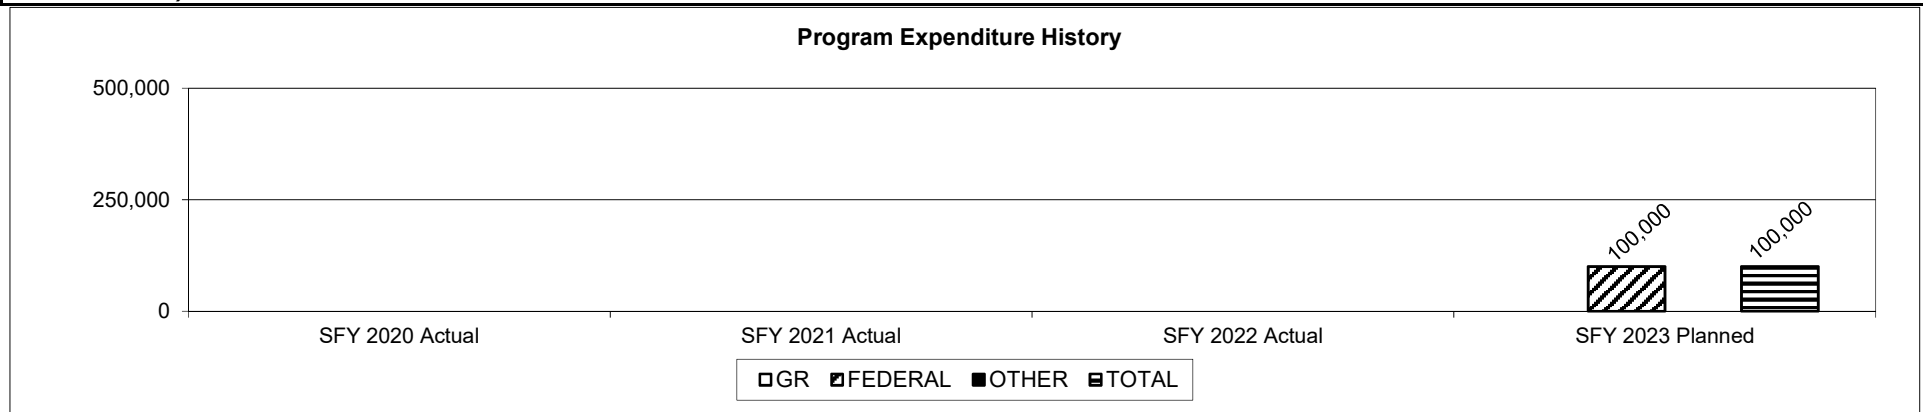 Program Expenditure History
500,000
250,000
0
100,000
100,000
SFY 2020 Actual
SFY 2021 Actual
SFY 2022 Actual
SFY 2023 Planned
GR FEDERAL OTHER TOTAL